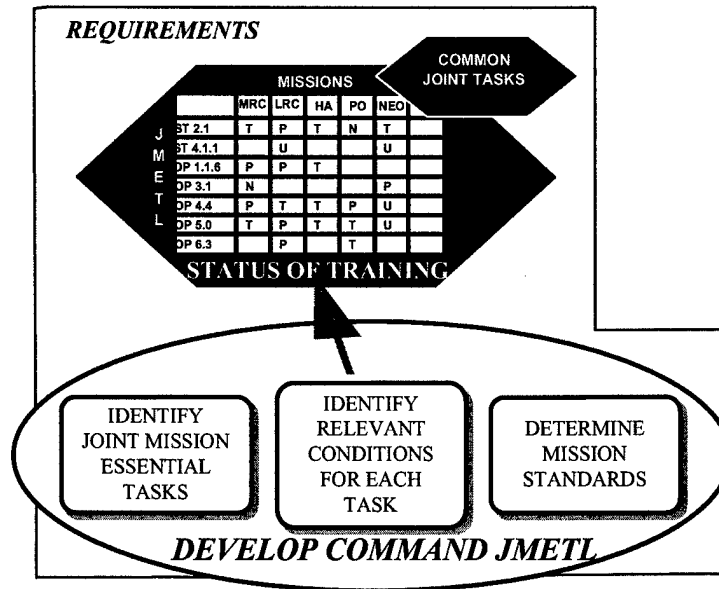 REQUIREMENTS
COMMON
JOINT TASKS
MISSIONS
MRC LRC HA PO NEO
JMETL
ST 2.1 T P T N T
ST 4.1.1 U U
OP 1.1.6 P P T
OP 3.1 N P
OP 4.4 P T T P U
OP 5.0 T P T T U
OP 6.3 P T
STATUS OF TRAINING
IDENTIFY
JOINT MISSION
ESSENTIAL
TASKS
IDENTIFY
RELEVANT
CONDITIONS
FOR EACH
TASK
DETERMINE
MISSION
STANDARDS
DEVELOP COMMAND JMETL